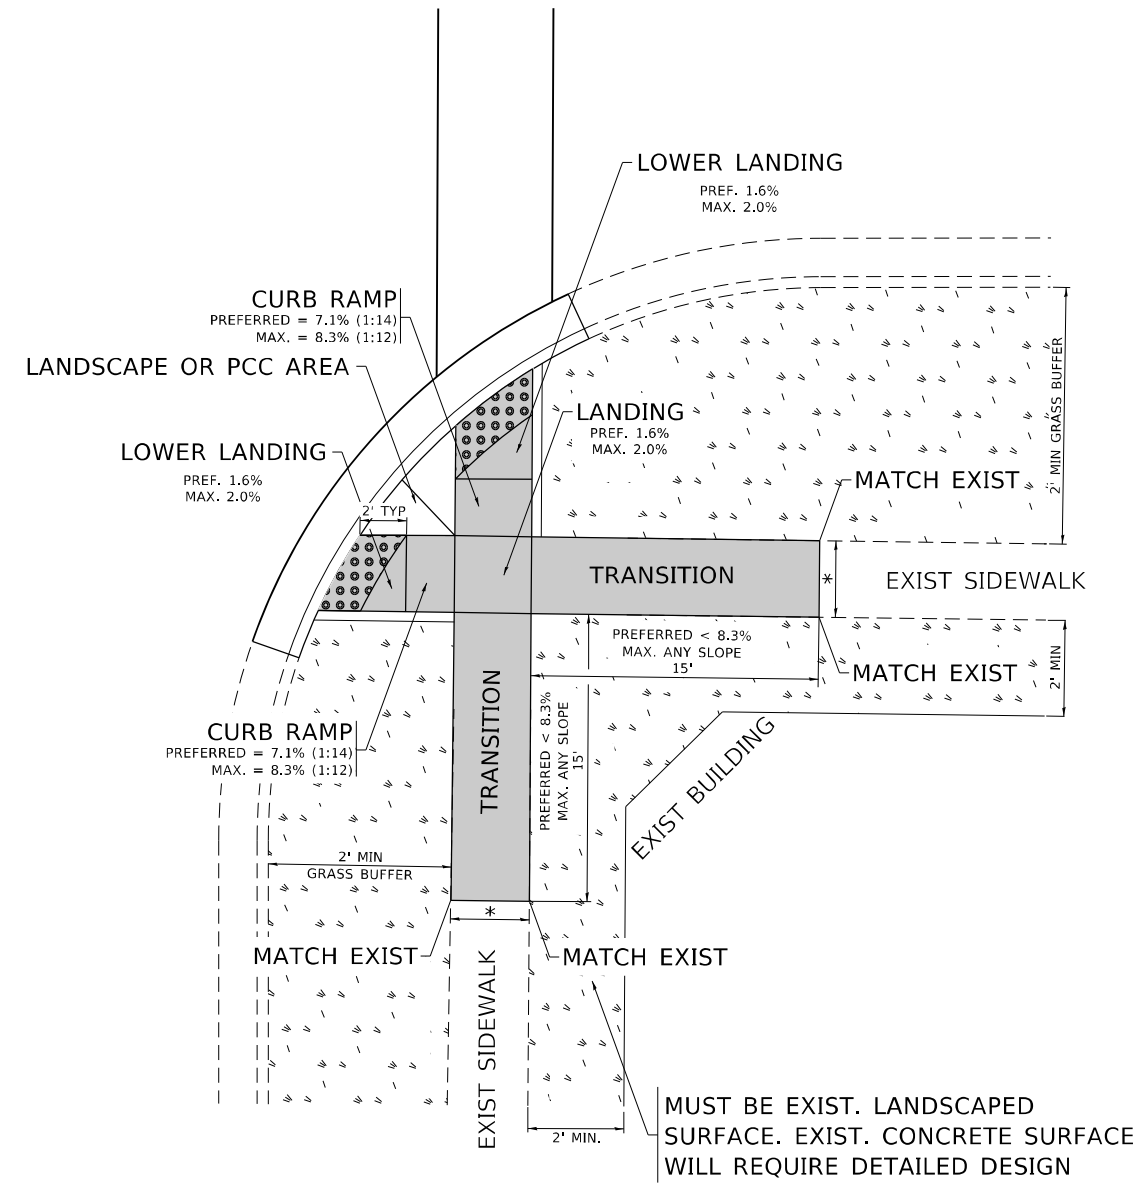 LOWER LANDING
PREF. 1.6%
MAX. 2.0%
CURB RAMP
PREFERRED = 7.1% (1:14)
MAX. = 8.3% (1:12)
LANDSCAPE OR PCC AREA
LANDING
PREF. 1.6%
MAX. 2.0%
LOWER LANDING
PREF. 1.6%
MAX. 2.0%
2' TYP
2' MIN GRASS BUFFER
MATCH EXIST
TRANSITION
*
EXIST SIDEWALK
PREFERRED < 8.3%
MAX. ANY SLOPE
15'
MATCH EXIST
2' MIN
CURB RAMP
PREFERRED = 7.1% (1:14)
MAX. = 8.3% (1:12)
TRANSITION
PREFERRED < 8.3%
MAX. ANY SLOPE
15'
EXIST BUILDING
2' MIN
GRASS BUFFER
*
MATCH EXIST
MATCH EXIST
EXIST SIDEWALK
2' MIN.
MUST BE EXIST. LANDSCAPED
SURFACE. EXIST. CONCRETE SURFACE
WILL REQUIRE DETAILED DESIGN